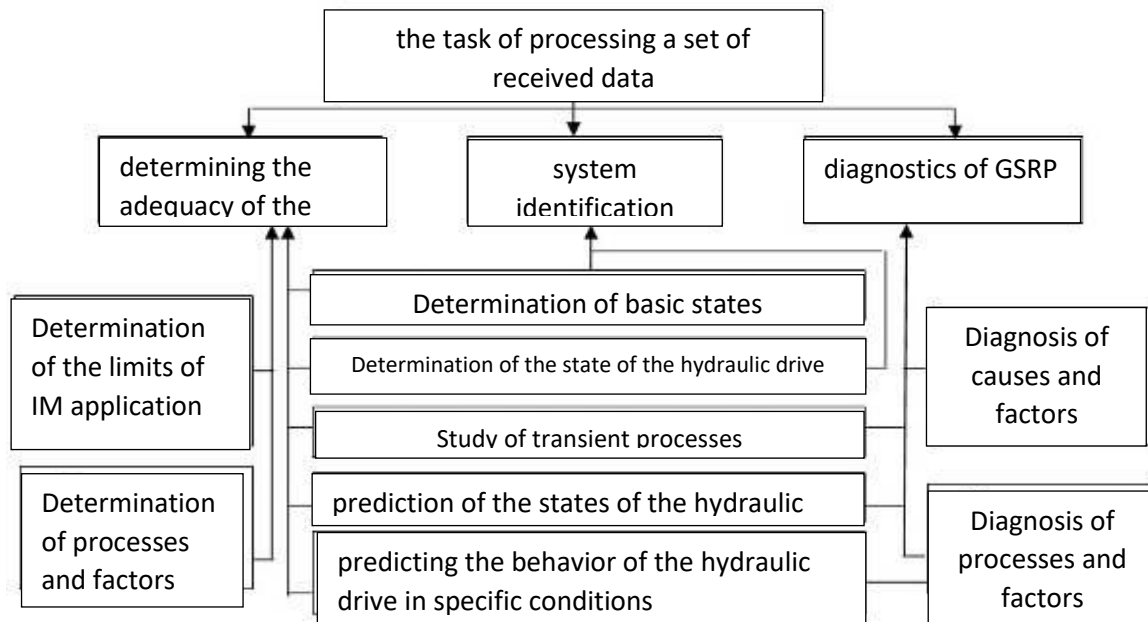 the task of processing a set of
received data
determining the
adequacy of the
system
identification
diagnostics of GSRP
Determination of basic states
Determination
of the limits of
IM application
Determination of the state of the hydraulic drive
Diagnosis of
causes and
factors
Study of transient processes
Determination
of processes
and factors
prediction of the states of the hydraulic
predicting the behavior of the hydraulic
drive in specific conditions
Diagnosis of
processes and
factors